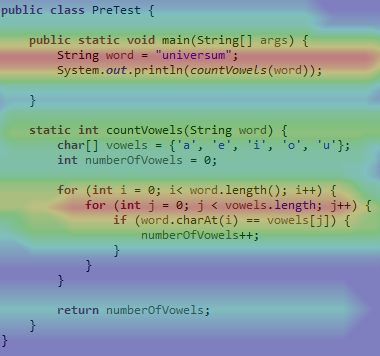 public class PreTest {
public static void main(String[] args) {
String word = "universum";
System.out.println(countVowels(word));
}
static int countVowels(String word) {
char[] vowels = {'a', 'e', 'i', 'o', 'u'};
int numberOfVowels = 0;
for (int i = 0; i< word.length(); i++) {
for (int j = 0; j < vowels.length; j++) {
if (word.charAt(i) == vowels[j]) {
numberOfVowels++;
}
}
}
return numberOfVowels;
}
}